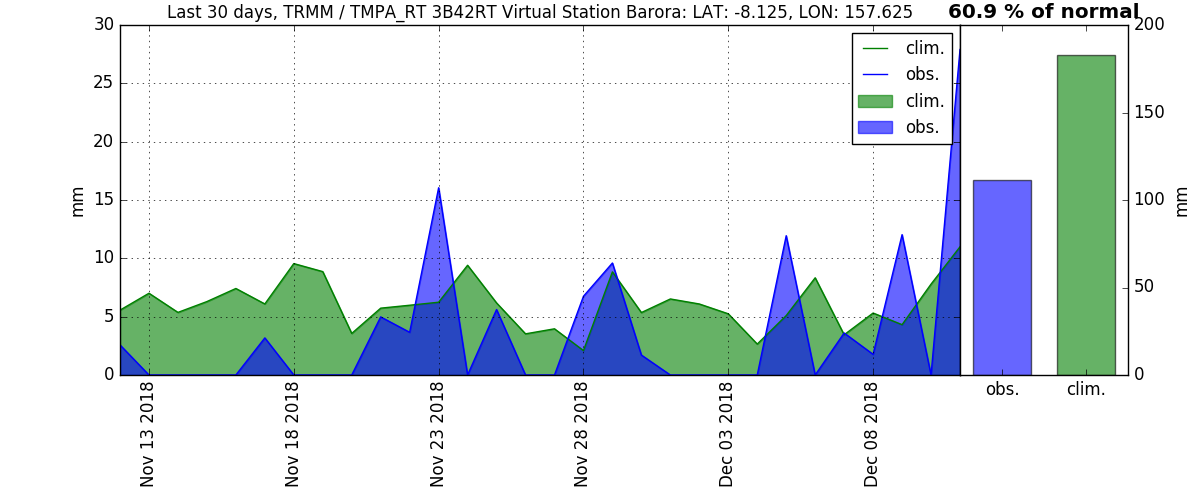 Last 30 days, TRMM / TMPA_RT 3B42RT Virtual Station Barora: LAT: -8.125, LON: 157.625
60.9 % of normal
30
25
20
15
10
5
0
mm
clim.
obs.
clim.
obs.
Nov 13 2018
Nov 18 2018
Nov 23 2018
Nov 28 2018
Dec 03 2018
Dec 08 2018
200
150
100
50
0
mm
obs.
clim.